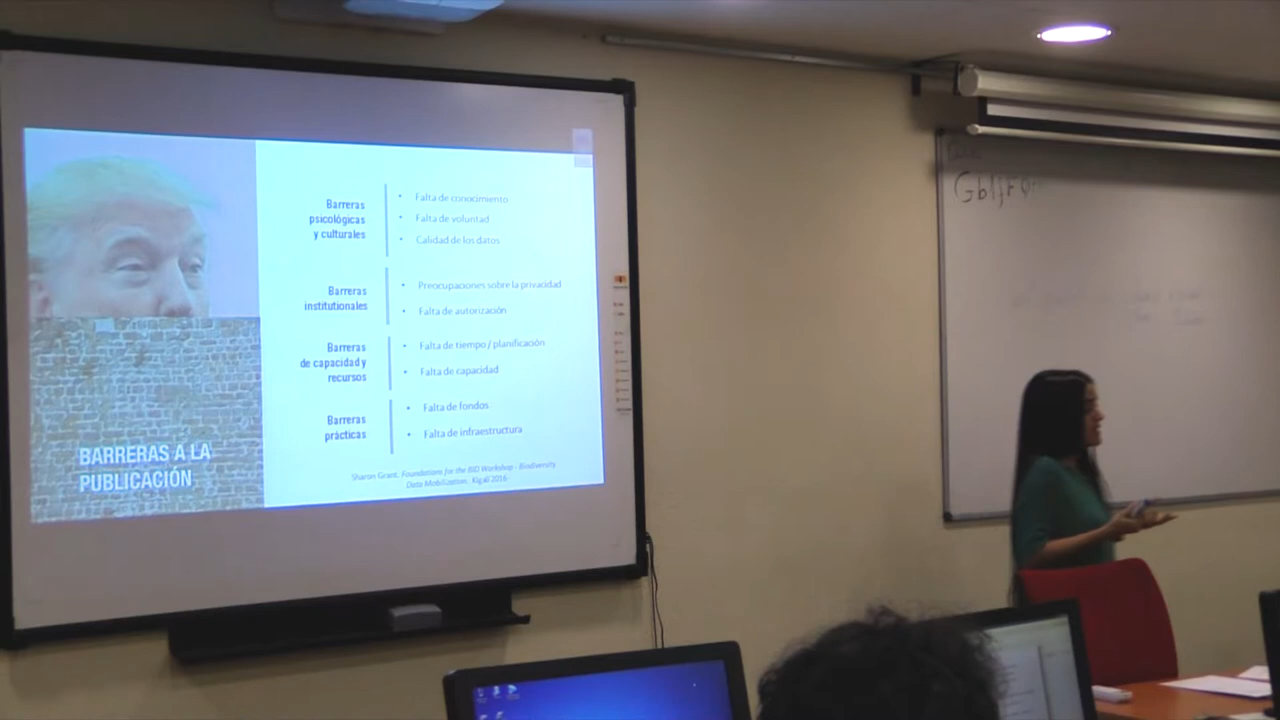 BARRERAS A LA
PUBLICACIÓN
Barreras
psicológicas
y culturales
• Falta de conocimiento
• Falta de voluntad
• Calidad de los datos
Barreras
institucionales
• Preocupaciones sobre la privacidad
• Falta de autorización
Barreras
de capacidad y
recursos
• Falta de tiempo / planificación
• Falta de capacidad
Barreras
prácticas
• Falta de fondos
• Falta de infraestructura
Sharon Grant. Foundations for the BID Workshop - Biodiversity
Data Mobilization. Kigali 2016